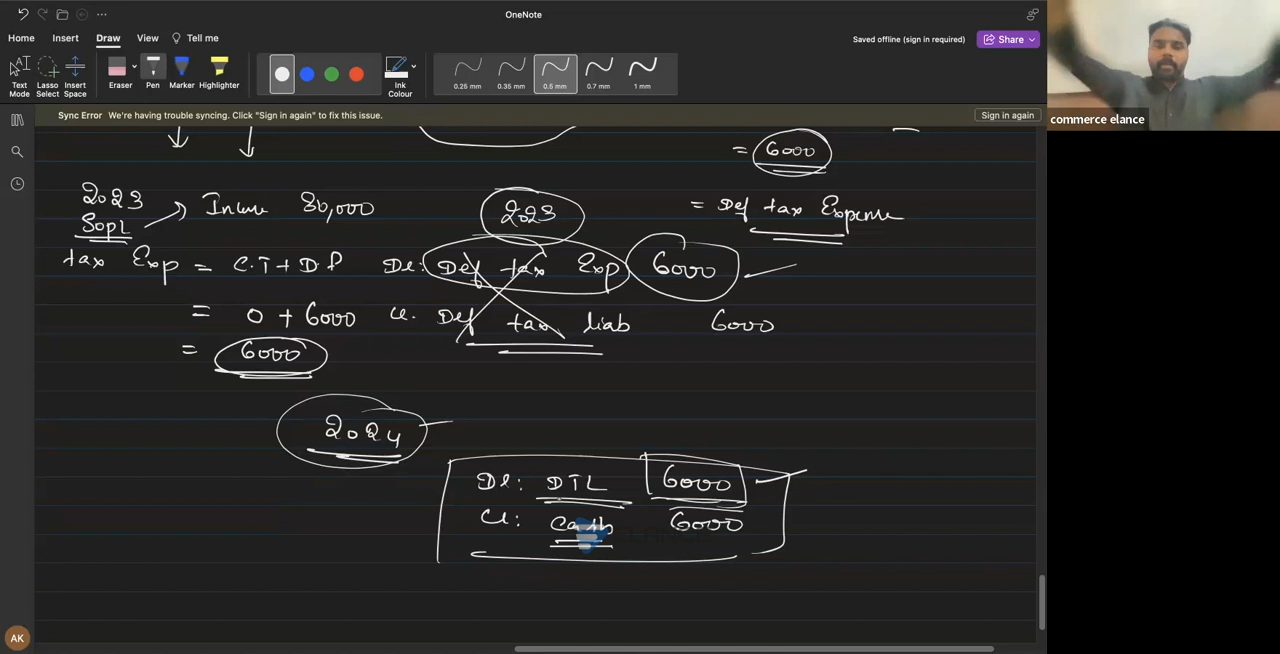 OneNote
Home Insert Draw View Tell me
Saved offline (sign in required)
Share
Text Mode
Lasso Select
Insert Space
Eraser
Pen
Marker
Highlighter
Ink Colour
0.25 mm 0.35 mm 0.5 mm 0.7 mm 1 mm
commerce elance
Sync Error We're having trouble syncing. Click "Sign in again" to fix this issue.
Sign in again
= 6000
2023
Sopl
Income 30,000
2023
= Def tax Expense
tax Exp = C.T + D.P
Dr: Def tax Exp 6000
= 0 + 6000
Cr. Def tax liab 6000
= 6000
2024
Dr: DTL 6000
Cr: Cash 6000
AK